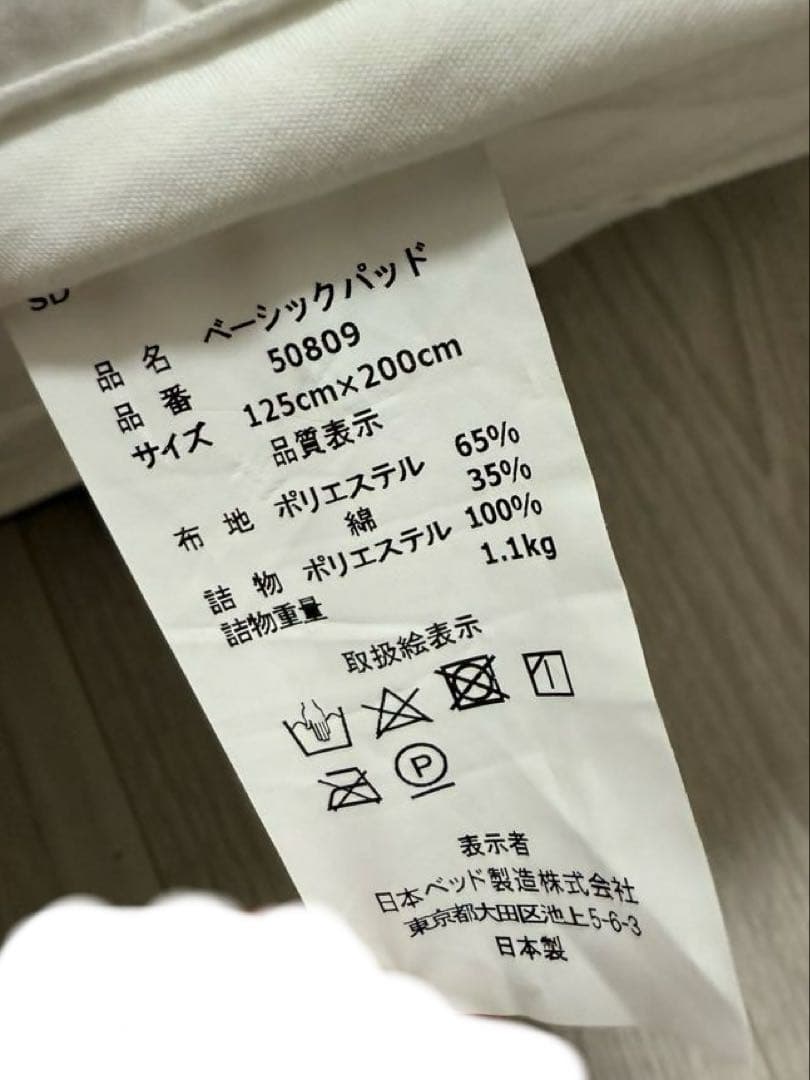 SD
品名 ベーシックパッド
品番 50809
サイズ 125cm×200cm
品質表示
布地 ポリエステル 65%
綿 35%
詰物 ポリエステル 100%
詰物重量 1.1kg
取扱絵表示
P
表示者
日本ベッド製造株式会社
東京都大田区池上5-6-3
日本製